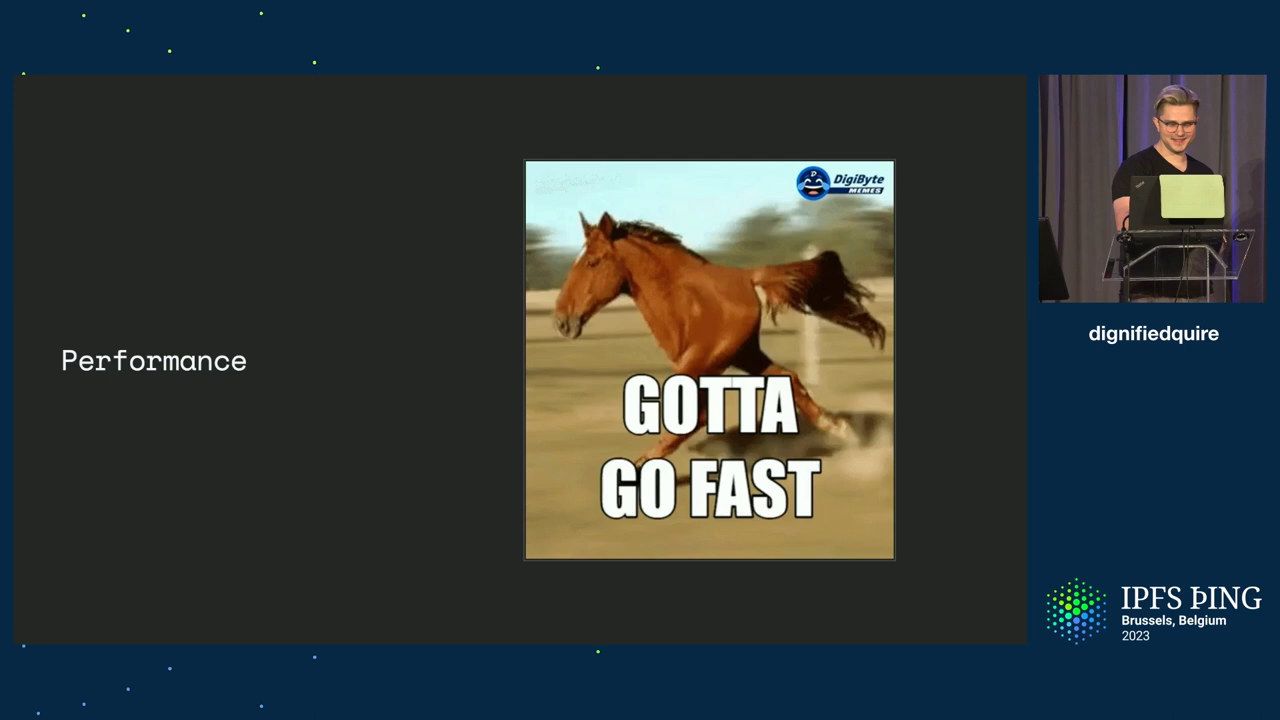 Performance
DigiByte
MEMES
GOTTA
GO FAST
dignifiedquire
IPFS ÞING
Brussels, Belgium
2023